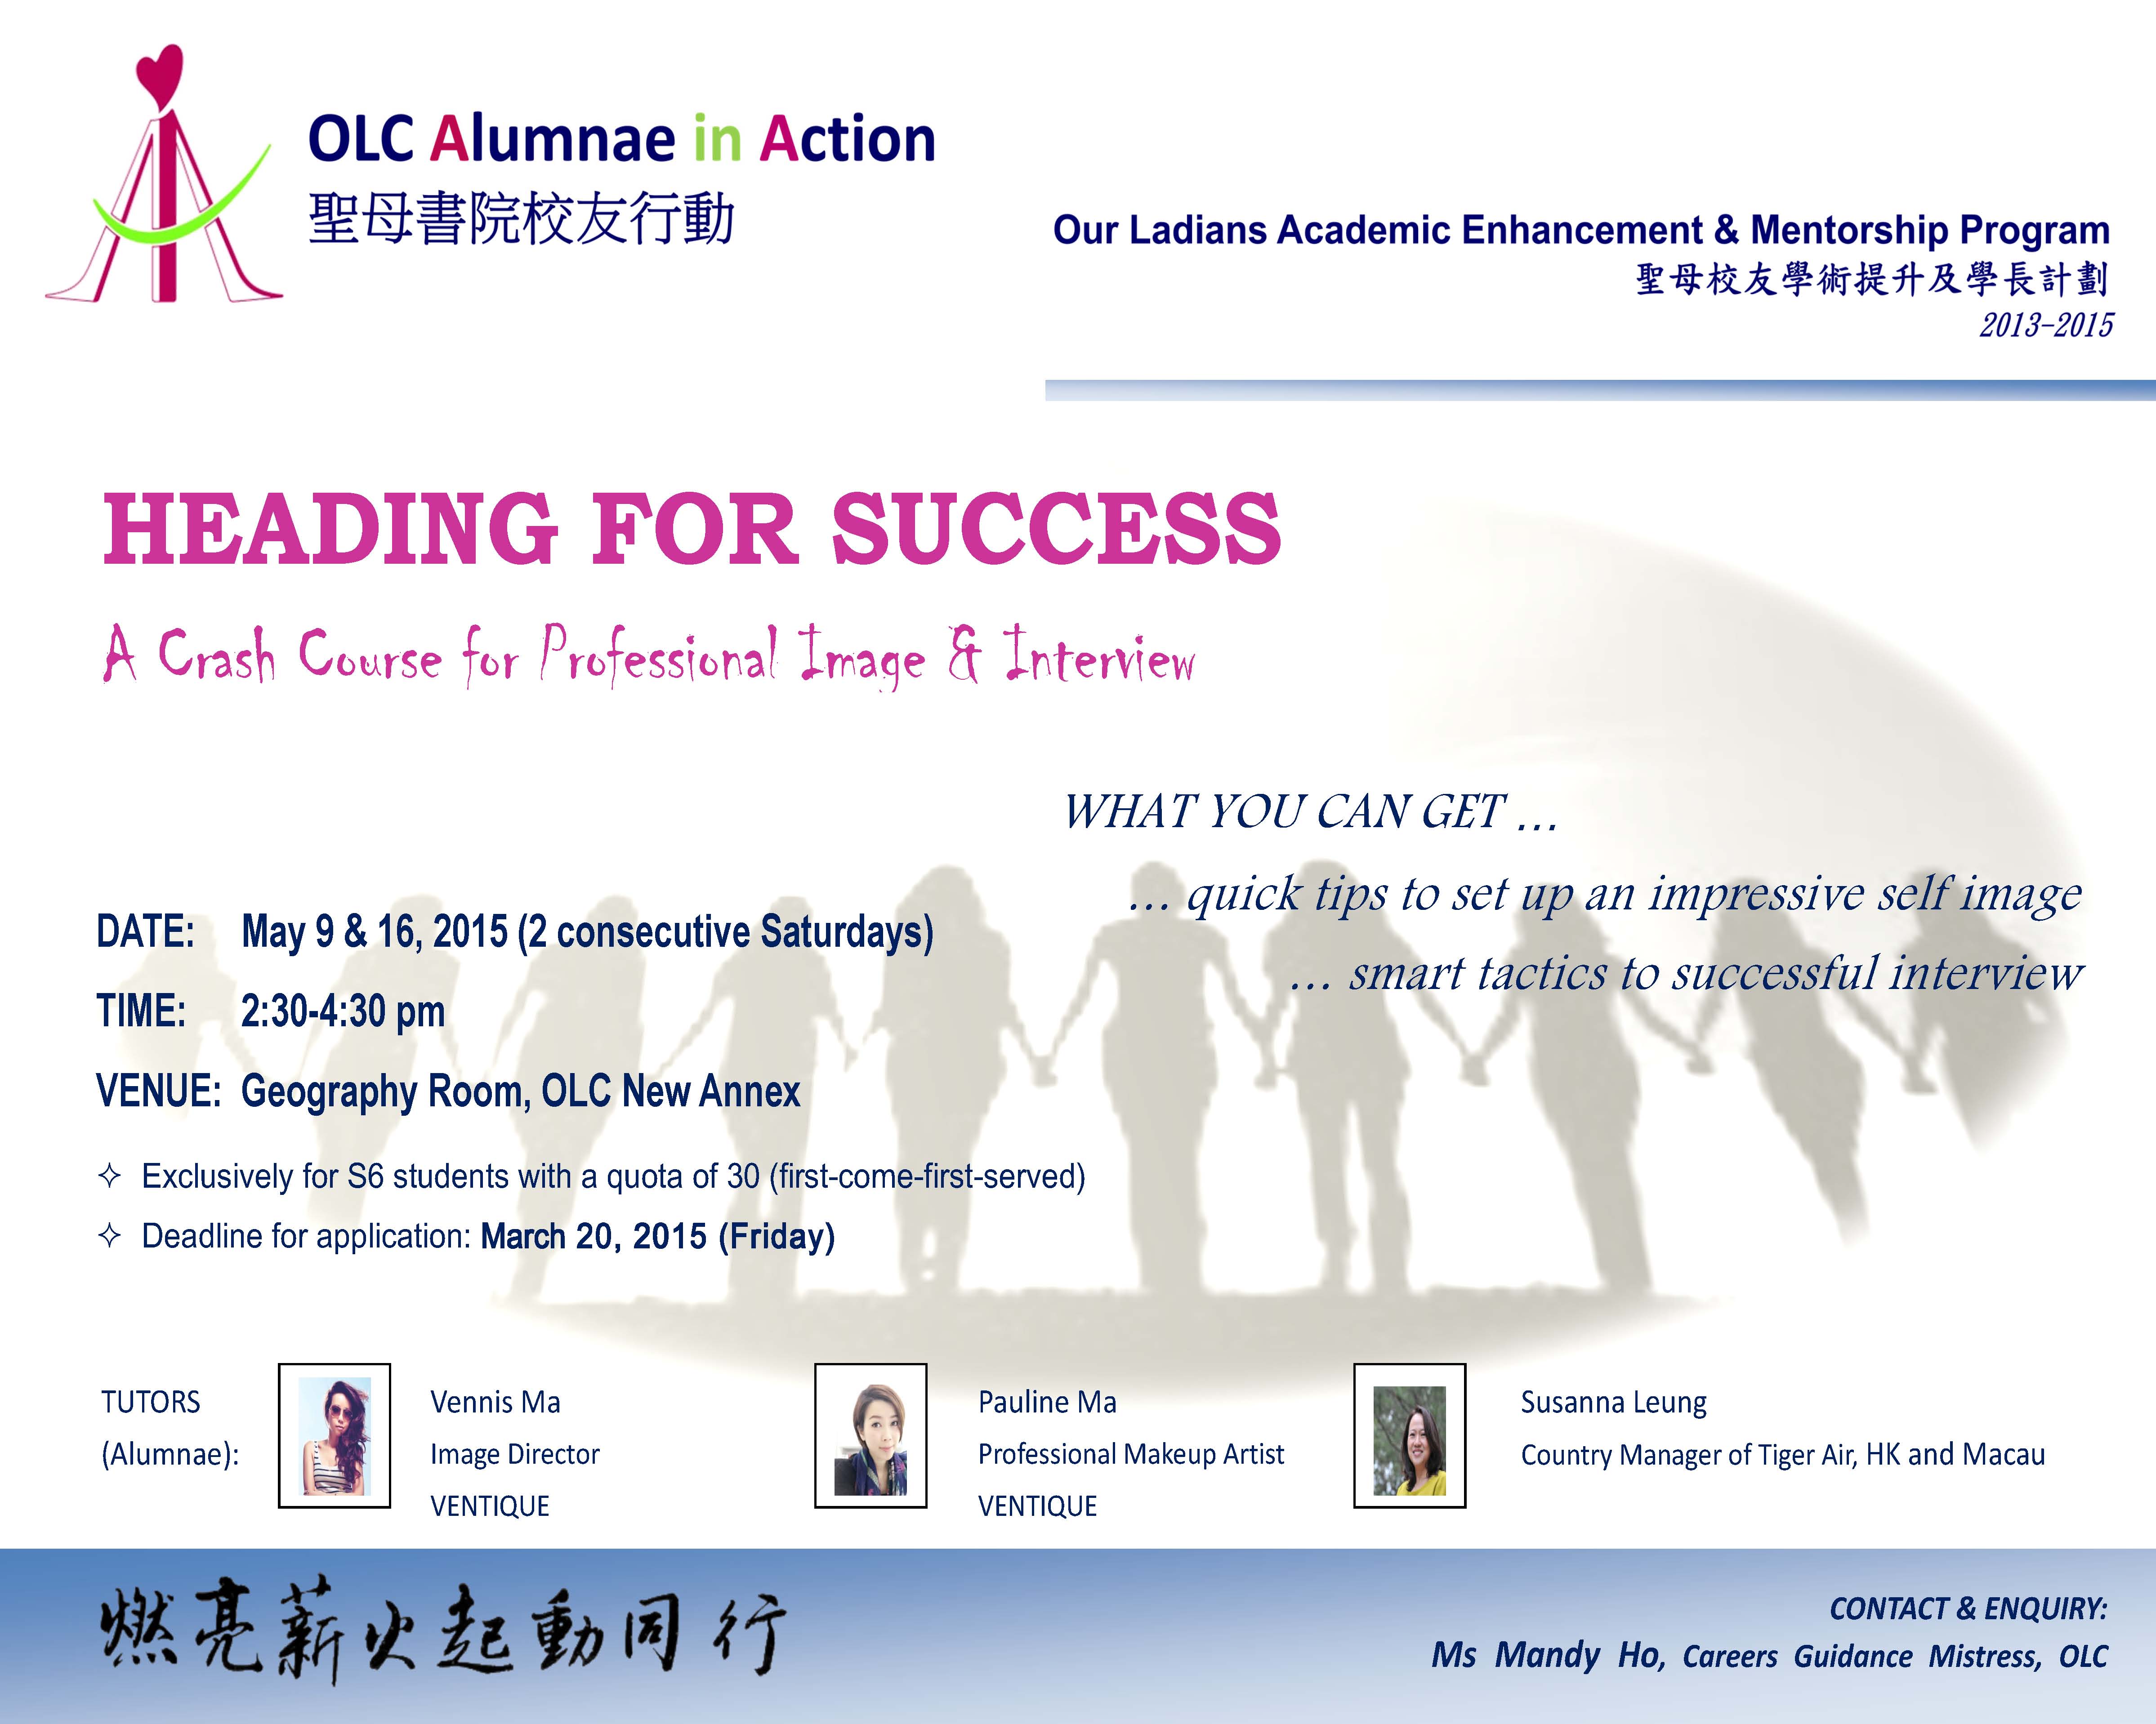 OLC Alumnae in Action
聖母書院校友行動
Our Ladians Academic Enhancement & Mentorship Program
聖母校友學術提升及學長計劃
2013-2015
HEADING FOR SUCCESS
A Crash Course for Professional Image & Interview
WHAT YOU CAN GET ...
... quick tips to set up an impressive self image
... smart tactics to successful interview
DATE: May 9 & 16, 2015 (2 consecutive Saturdays)
TIME: 2:30-4:30 pm
VENUE: Geography Room, OLC New Annex
✧ Exclusively for S6 students with a quota of 30 (first-come-first-served)
✧ Deadline for application: March 20, 2015 (Friday)
TUTORS
(Alumnae):
Vennis Ma
Image Director
VENTIQUE
Pauline Ma
Professional Makeup Artist
VENTIQUE
Susanna Leung
Country Manager of Tiger Air, HK and Macau
燃亮薪火起動同行
CONTACT & ENQUIRY:
Ms Mandy Ho, Careers Guidance Mistress, OLC